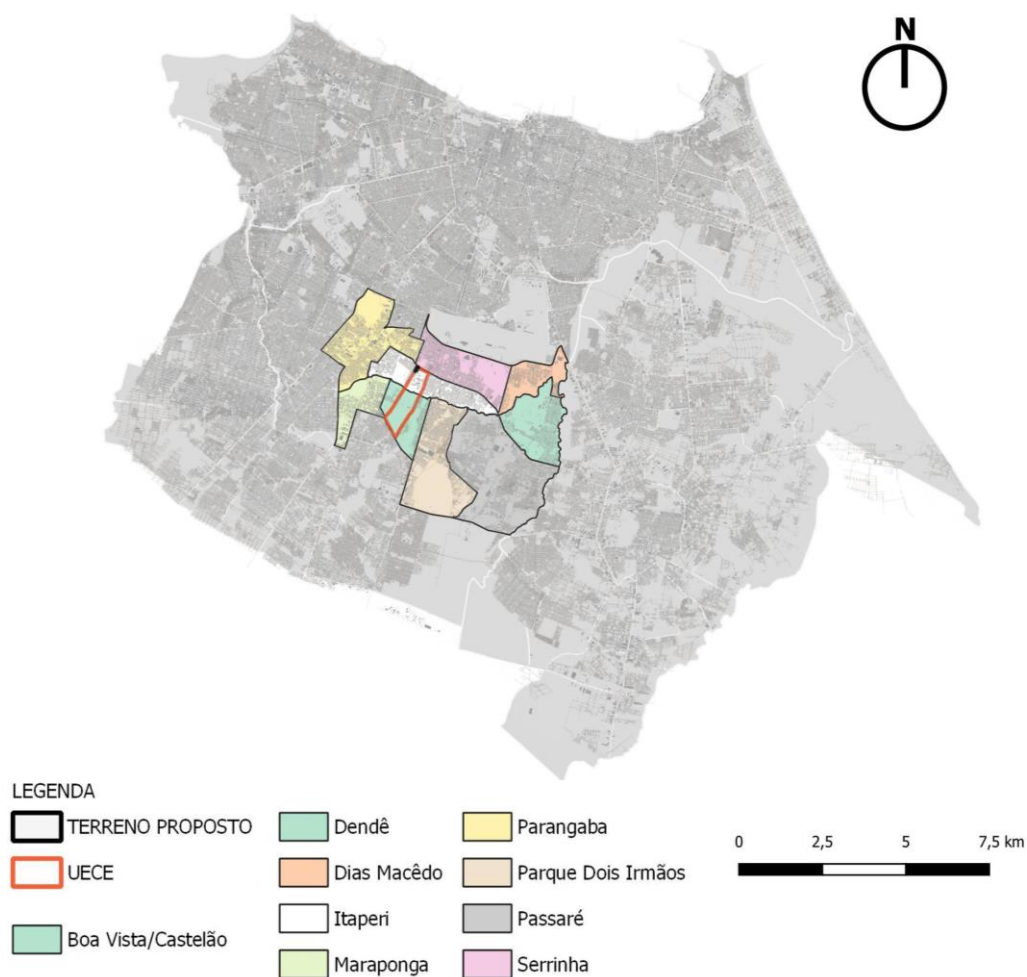 N
LEGENDA
TERRENO PROPOSTO
UECE
Boa Vista/Castelão
Dendê
Dias Macêdo
Itaperi
Maraponga
Parangaba
Parque Dois Irmãos
Passaré
Serrinha
0 2,5 5 7,5 km